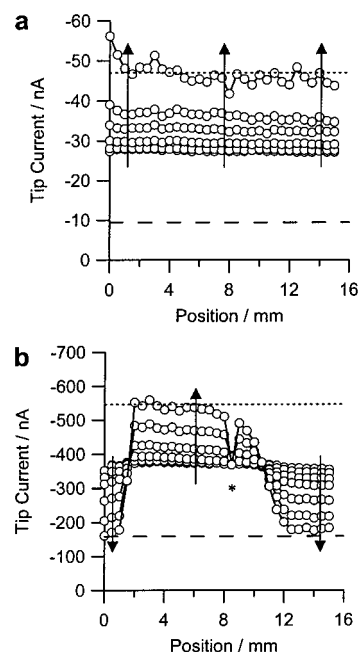 a
-60
-50
-40
-30
-20
-10
0
Tip Current / nA
0 4 8 12 16
Position / mm
b
-700
-600
-500
-400
-300
-200
-100
0
Tip Current / nA
*
0 4 8 12 16
Position / mm